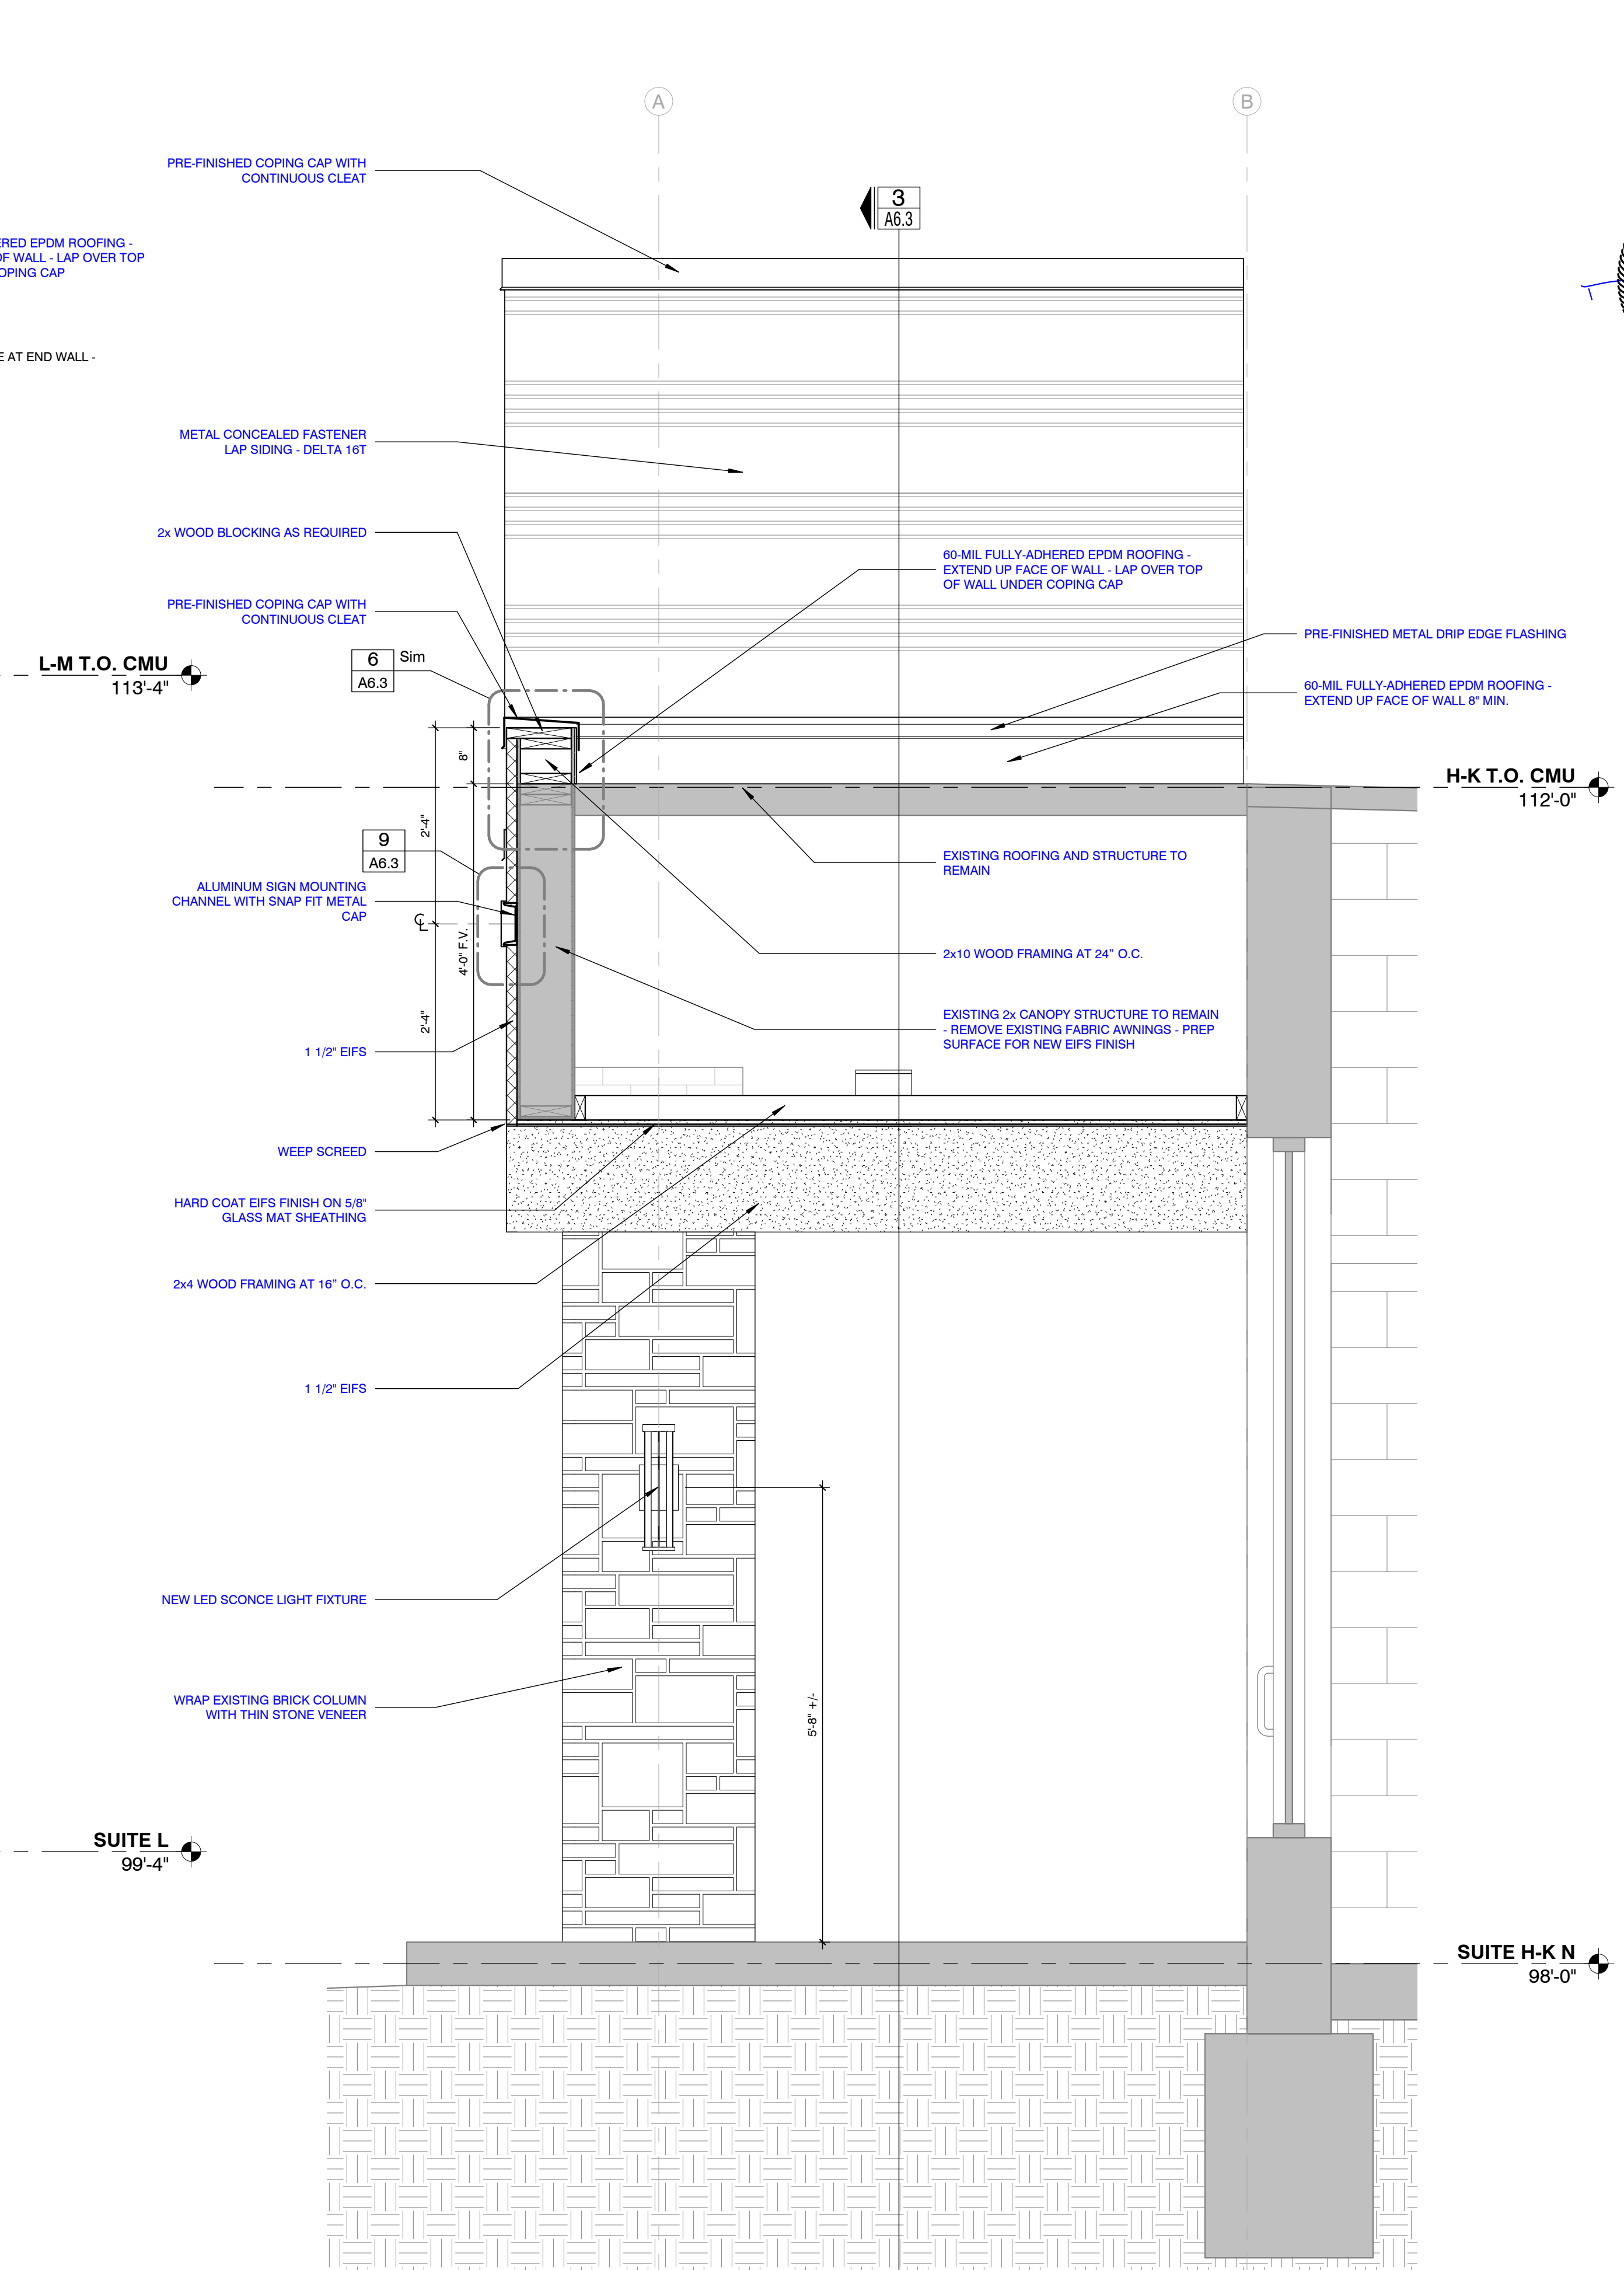 A
B
PRE-FINISHED COPING CAP WITH
CONTINUOUS CLEAT
3
A6.3
ERED EPDM ROOFING -
OF WALL - LAP OVER TOP
OPING CAP
E AT END WALL -
METAL CONCEALED FASTENER
LAP SIDING - DELTA 16T
2x WOOD BLOCKING AS REQUIRED
60-MIL FULLY-ADHERED EPDM ROOFING -
EXTEND UP FACE OF WALL - LAP OVER TOP
OF WALL UNDER COPING CAP
PRE-FINISHED COPING CAP WITH
CONTINUOUS CLEAT
PRE-FINISHED METAL DRIP EDGE FLASHING
L-M T.O. CMU
113'-4"
6
A6.3
Sim
60-MIL FULLY-ADHERED EPDM ROOFING -
EXTEND UP FACE OF WALL 8" MIN.
8"
H-K T.O. CMU
112'-0"
2'-4"
9
A6.3
EXISTING ROOFING AND STRUCTURE TO
REMAIN
ALUMINUM SIGN MOUNTING
CHANNEL WITH SNAP FIT METAL
CAP
CL
4'-0" F.V.
2x10 WOOD FRAMING AT 24" O.C.
2'-4"
EXISTING 2x CANOPY STRUCTURE TO REMAIN
- REMOVE EXISTING FABRIC AWNINGS - PREP
SURFACE FOR NEW EIFS FINISH
1 1/2" EIFS
WEEP SCREED
HARD COAT EIFS FINISH ON 5/8"
GLASS MAT SHEATHING
2x4 WOOD FRAMING AT 16" O.C.
1 1/2" EIFS
NEW LED SCONCE LIGHT FIXTURE
WRAP EXISTING BRICK COLUMN
WITH THIN STONE VENEER
5'-8" +/-
SUITE L
99'-4"
SUITE H-K N
98'-0"